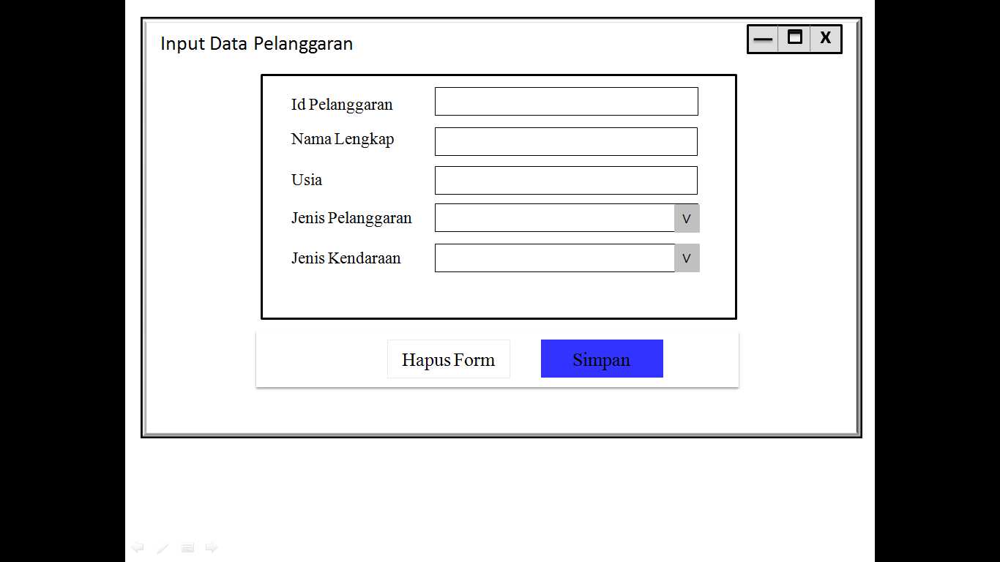 Input Data Pelanggaran
X
Id Pelanggaran
Nama Lengkap
Usia
Jenis Pelanggaran
V
Jenis Kendaraan
V
Hapus Form
Simpan